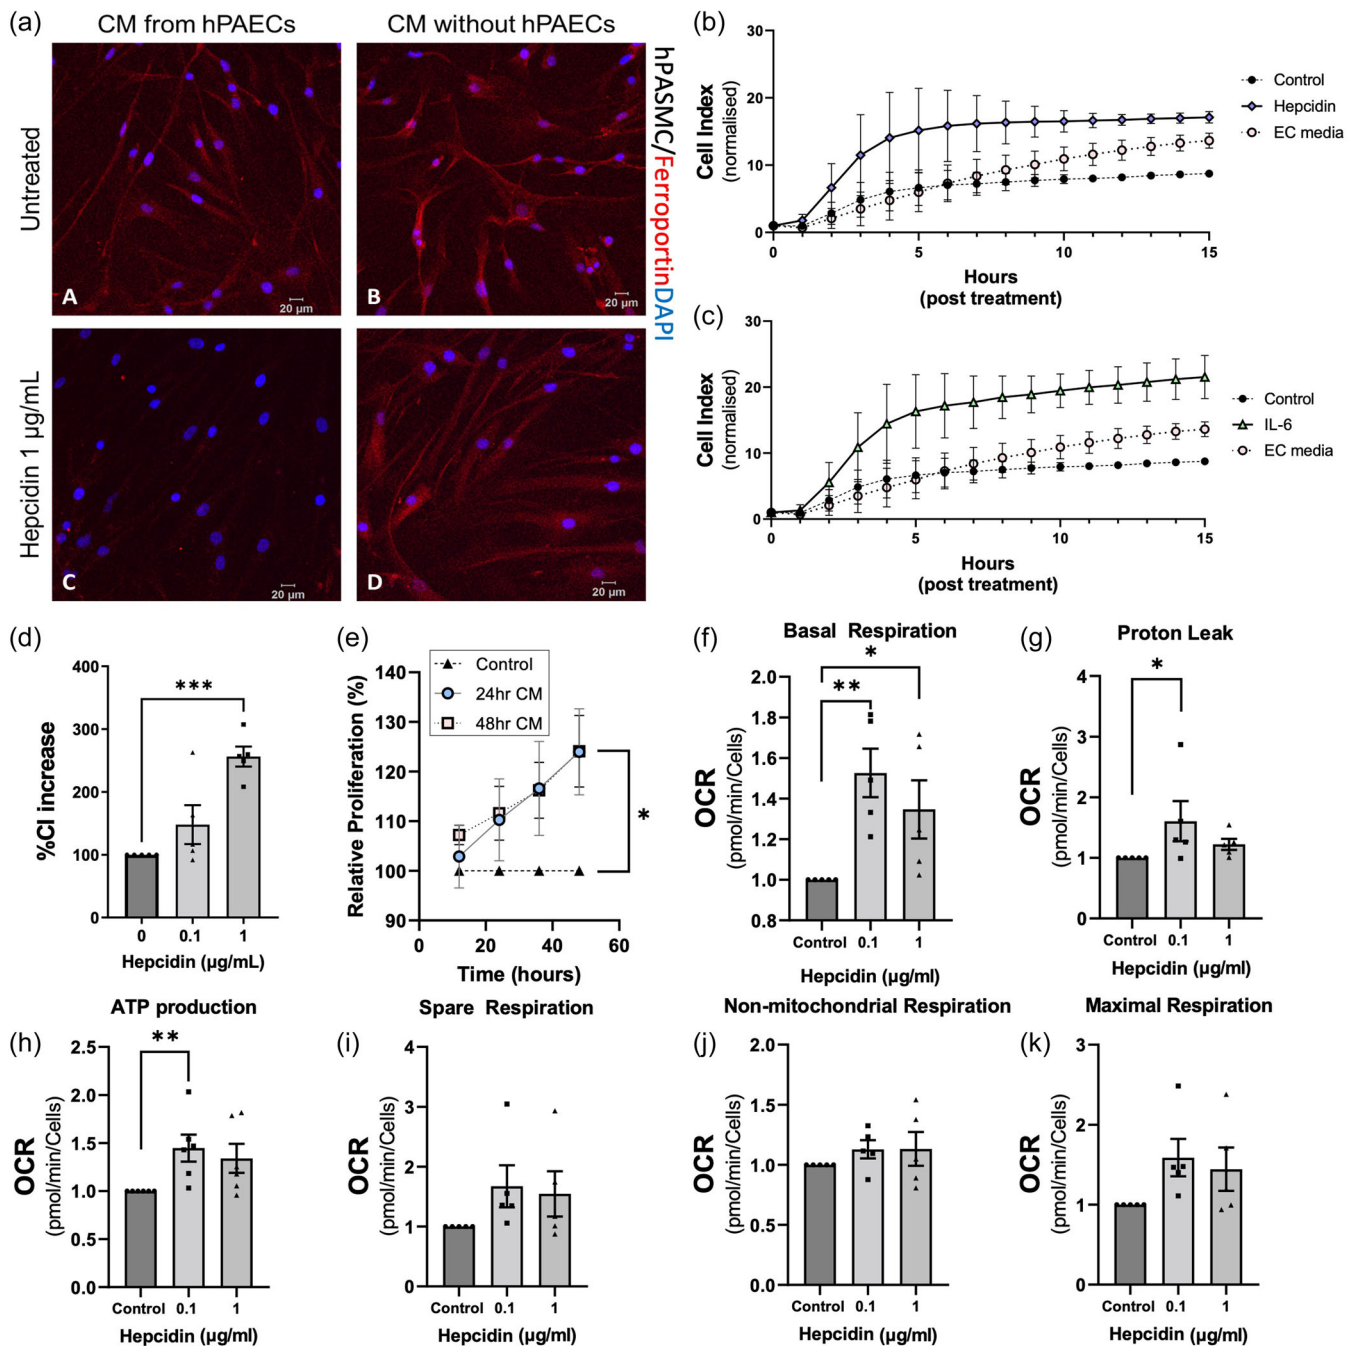 (a)
CM from hPAECs
CM without hPAECs
Untreated
Hepcidin 1 µg/mL
A
20 µm
B
20 µm
C
20 µm
D
20 µm
hPASMC/FerroportinDAPI
(b)
30
20
10
0
Cell Index
(normalised)
0
5
10
15
Hours
(post treatment)
Control
Hepcidin
EC media
(c)
30
20
10
0
Cell Index
(normalised)
5
10
15
Hours
(post treatment)
Control
IL-6
EC media
(d)
%CI increase
400
300
200
100
0
***
0
0.1
1
Hepcidin (µg/mL)
(e)
Relative Proliferation (%)
140
130
120
110
100
90
Control
24hr CM
48hr CM
*
0
20
40
60
Time (hours)
(f)
Basal Respiration
OCR
(pmol/min/Cells)
2.0
1.8
1.6
1.4
1.2
1.0
0.8
*
**
Control
0.1
1
Hepcidin (µg/ml)
(g)
Proton Leak
OCR
(pmol/min/Cells)
4
3
2
1
0
*
Control
0.1
1
Hepcidin (µg/ml)
(h)
ATP production
OCR
(pmol/min/Cells)
2.5
2.0
1.5
1.0
0.5
0.0
**
Control
0.1
1
Hepcidin (µg/ml)
(i)
Spare Respiration
OCR
(pmol/min/Cells)
4
3
2
1
0
Control
0.1
1
Hepcidin (µg/ml)
(j)
Non-mitochondrial Respiration
OCR
(pmol/min/Cells)
2.0
1.5
1.0
0.5
0.0
Control
0.1
1
Hepcidin (µg/ml)
(k)
Maximal Respiration
OCR
(pmol/min/Cells)
3
2
1
0
Control
0.1
1
Hepcidin (µg/ml)